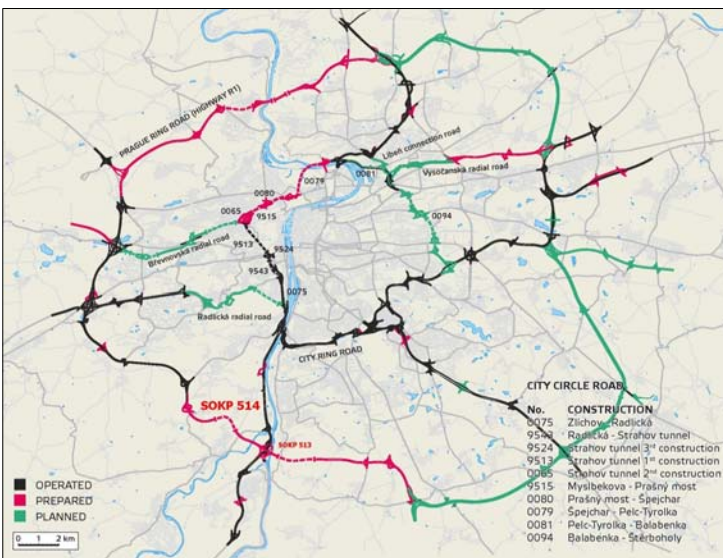 PRAGUE RING ROAD (HIGHWAY R1)
Libeň connection road
Vysočanská radial road
0079
0081
0080
0065
9515
0094
9513
9524
Břevnovská radial road
9543
0075
Radlická radial road
CITY RING ROAD
SOKP 514
SOKP 513
CITY CIRCLE ROAD
No. CONSTRUCTION
0075 Zlíchov - Radlická
9543 Radlická - Strahov tunnel
9524 Strahov tunnel 3rd construction
9513 Strahov tunnel 1st construction
0065 Strahov tunnel 2nd construction
9515 Myslbekova - Prašný most
0080 Prašný most - Špejchar
0079 Špejchar - Pelc-Tyrolka
0081 Pelc-Tyrolka - Balabenka
0094 Balabenka - Štěrboholy
OPERATED
PREPARED
PLANNED
0 1 2 km